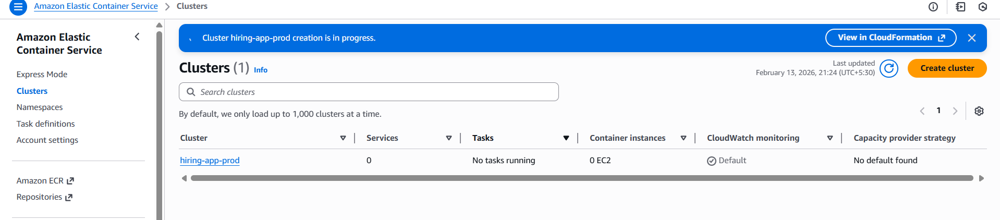 Amazon Elastic Container Service > Clusters
Amazon Elastic
Container Service
Express Mode
Clusters
Namespaces
Task definitions
Account settings
Amazon ECR
Repositories
Cluster hiring-app-prod creation is in progress.
View in CloudFormation
Clusters (1) Info
Last updated
February 13, 2026, 21:24 (UTC+5:30)
Create cluster
Search clusters
By default, we only load up to 1,000 clusters at a time.
1
Cluster Services Tasks Container instances CloudWatch monitoring Capacity provider strategy
hiring-app-prod 0 No tasks running 0 EC2 Default No default found